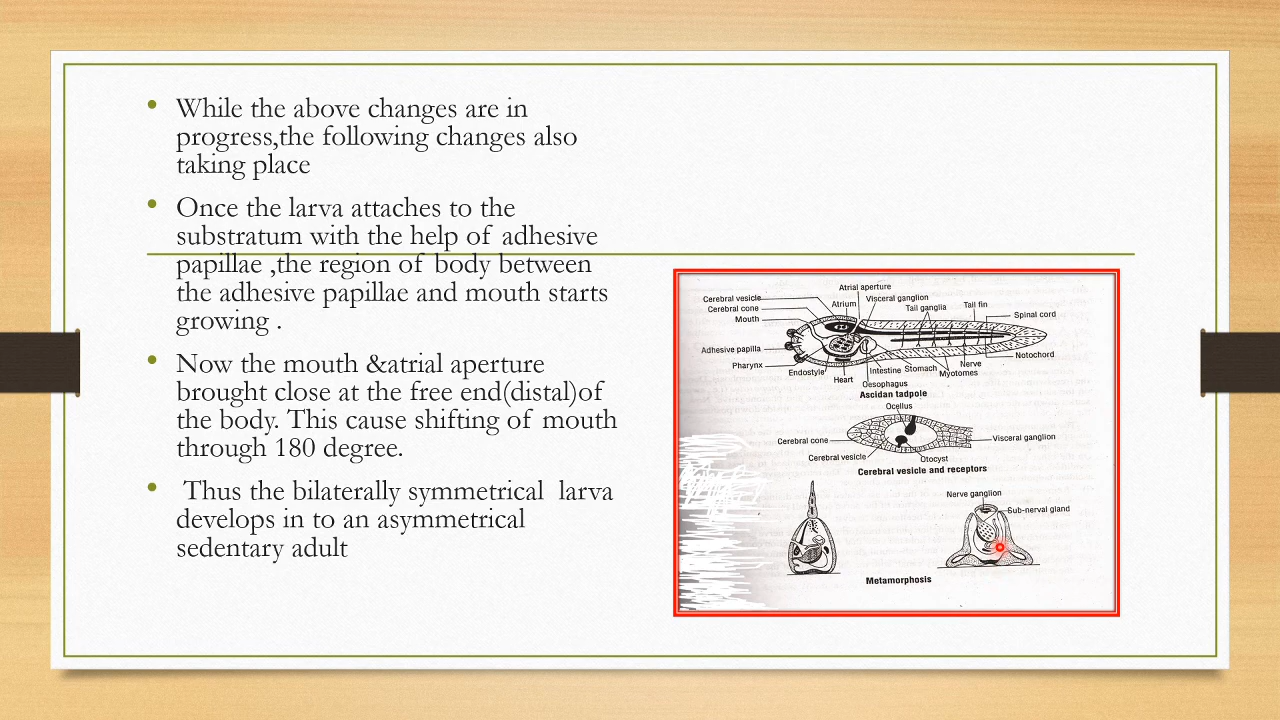 While the above changes are in
progress,the following changes also
taking place
Once the larva attaches to the
substratum with the help of adhesive
papillae ,the region of body between
the adhesive papillae and mouth starts
growing .
Now the mouth &atrial aperture
brought close at the free end(distal)of
the body. This cause shifting of mouth
through 180 degree.
Thus the bilaterally symmetrical larva
develops in to an asymmetrical
sedentary adult
Atrial aperture
Cerebral vesicle
Atrium
Visceral ganglion
Cerebral cone
Tail ganglia
Tail fin
Mouth
Spinal cord
Adhesive papilla
Notochord
Pharynx
Endostyle
Heart
Intestine
Stomach
Nerve
Myotomes
Oesophagus
Ascidan tadpole
Ocellus
Cerebral cone
Visceral ganglion
Cerebral vesicle
Otocyst
Cerebral vesicle and receptors
Nerve ganglion
Sub-nerval gland
Metamorphosis